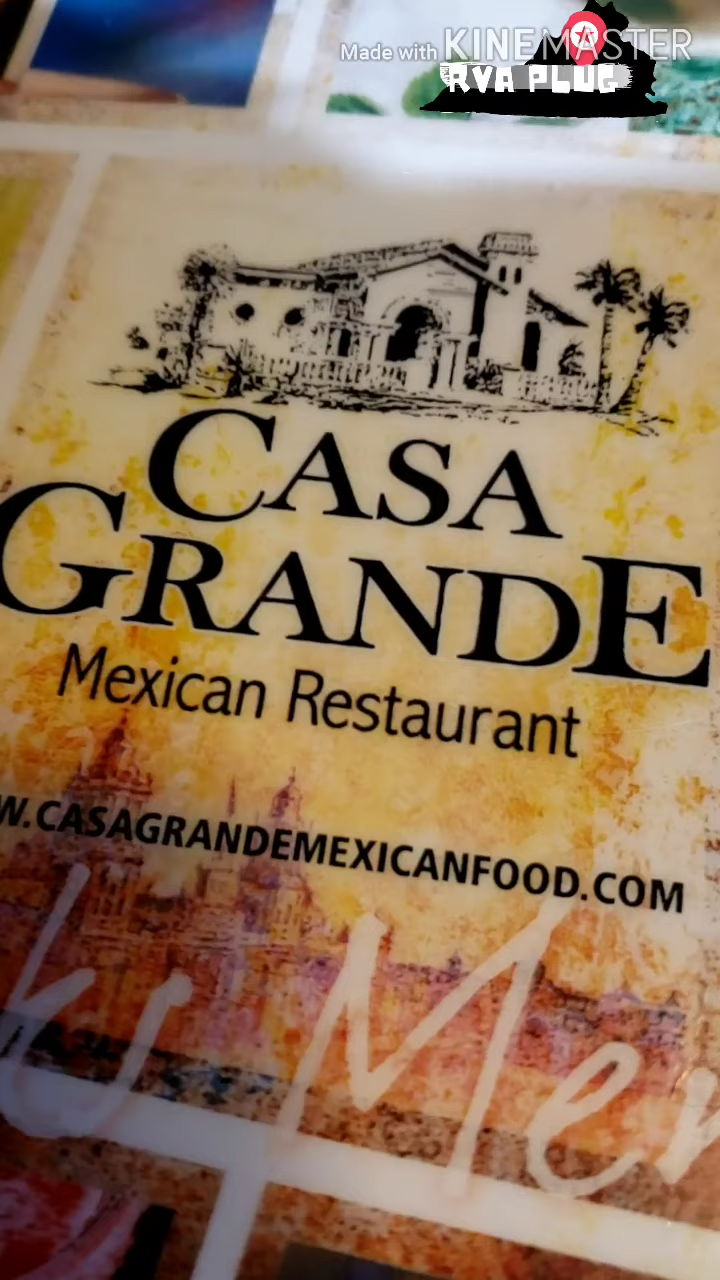 Made with KINEMASTER
RVA PLUG
CASA
GRANDE
Mexican Restaurant
W.CASAGRANDEMEXICANFOOD.COM